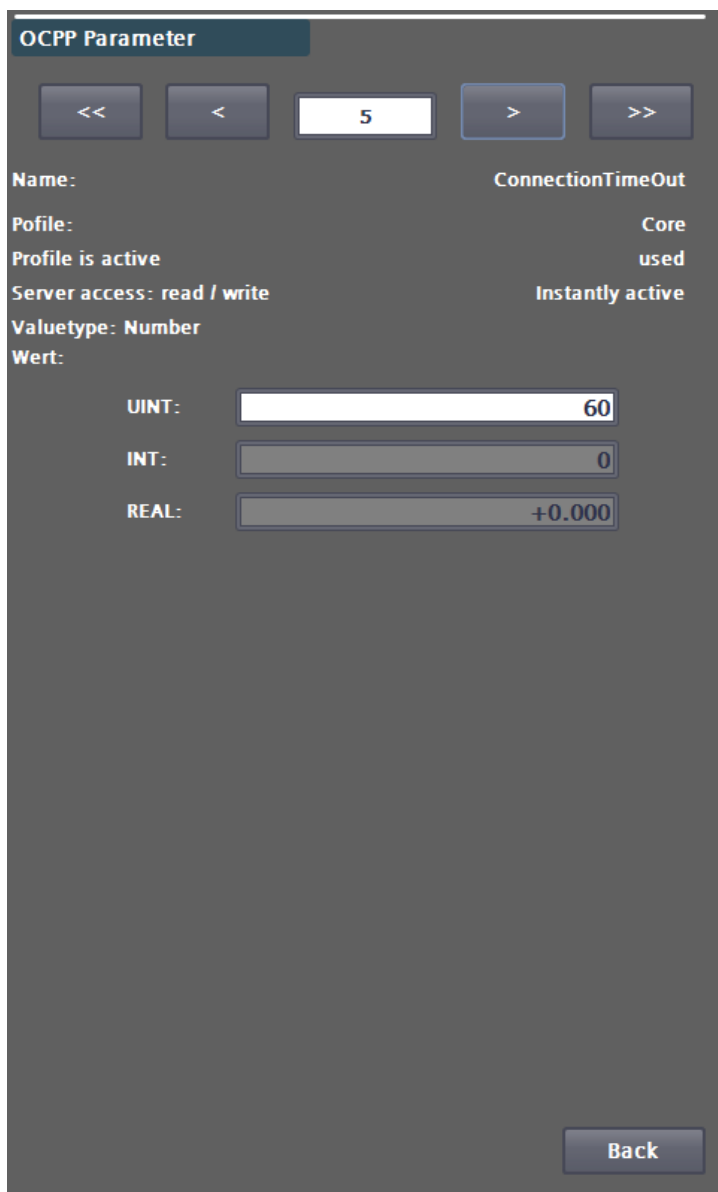 OCPP Parameter
<< < 5 > >>
Name: ConnectionTimeOut
Pofile: Core
Profile is active used
Server access: read / write Instantly active
Valuetype: Number
Wert:
UINT: 60
INT: 0
REAL: +0.000
Back